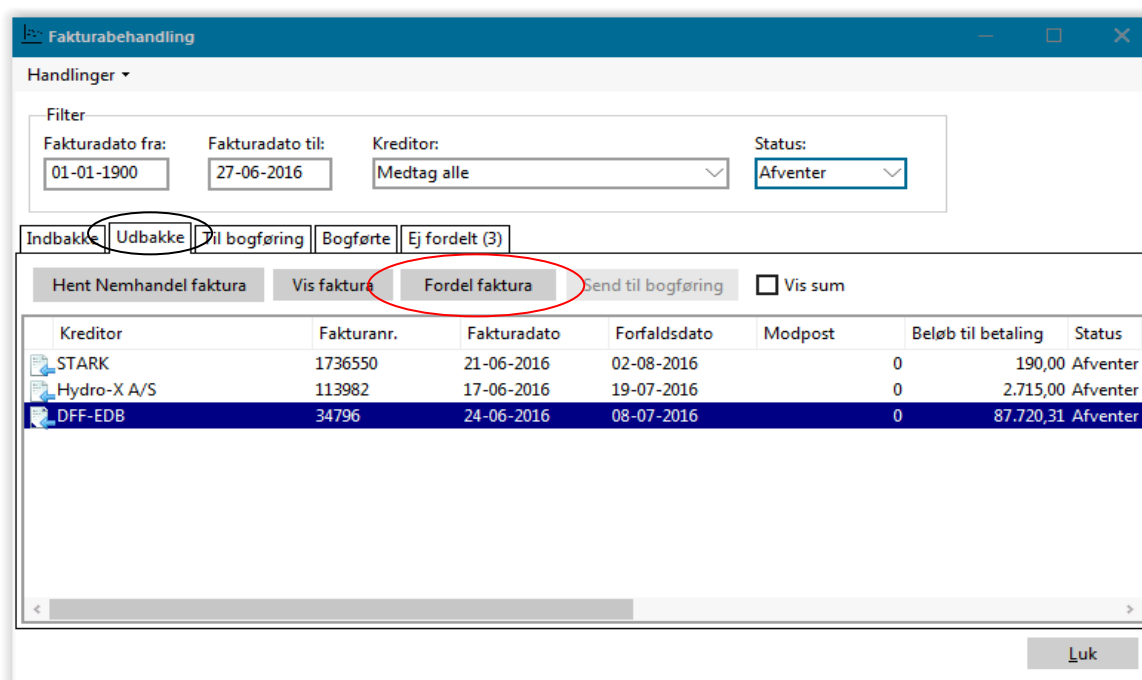 Fakturabehandling
Handlinger
Filter
Fakturadato fra: Fakturadato til: Kreditor: Status:
01-01-1900 27-06-2016 Medtag alle Afventer
Indbakke Udbakke Til bogføring Bogførte Ej fordelt (3)
Hent Nemhandel faktura Vis faktura Fordel faktura Send til bogføring Vis sum
Kreditor Fakturanr. Fakturadato Forfaldsdato Modpost Beløb til betaling Status
STARK 1736550 21-06-2016 02-08-2016 0 190,00 Afventer
Hydro-X A/S 113982 17-06-2016 19-07-2016 0 2.715,00 Afventer
DFF-EDB 34796 24-06-2016 08-07-2016 0 87.720,31 Afventer
Luk